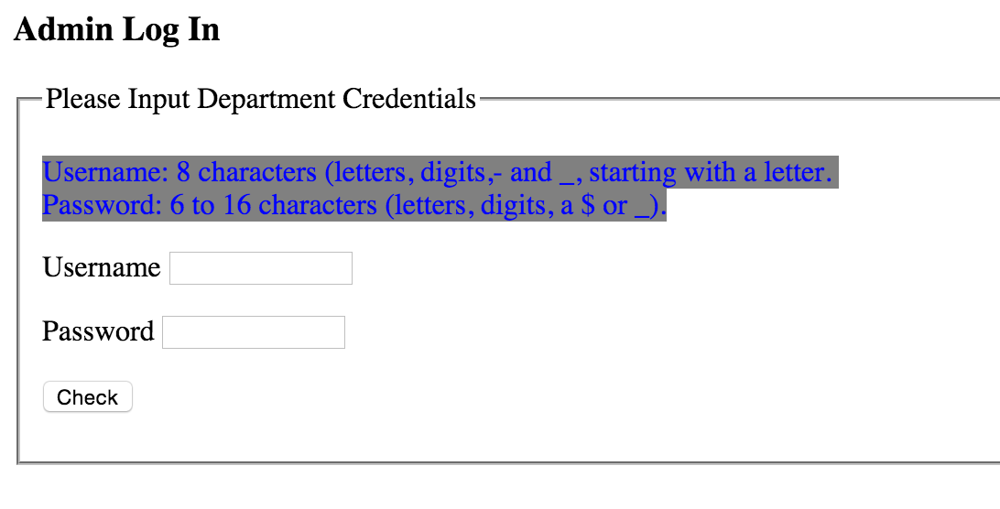 Admin Log In
Please Input Department Credentials
Username: 8 characters (letters, digits,- and _, starting with a letter.
Password: 6 to 16 characters (letters, digits, a $ or _).
Username
Password
Check